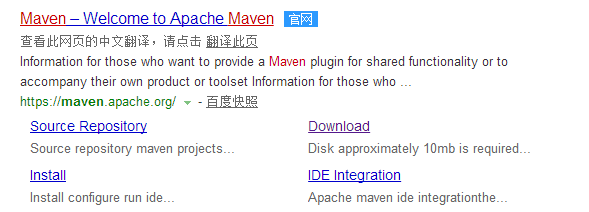 Maven – Welcome to Apache Maven 官网
查看此网页的中文翻译，请点击 翻译此页
Information for those who want to provide a Maven plugin for shared functionality or to
accompany their own product or toolset Information for those who ...
https://maven.apache.org/ - 百度快照
Source Repository Download
Source repository maven projects... Disk approximately 10mb is required...
Install IDE Integration
Install configure run ide... Apache maven ide integrationthe...